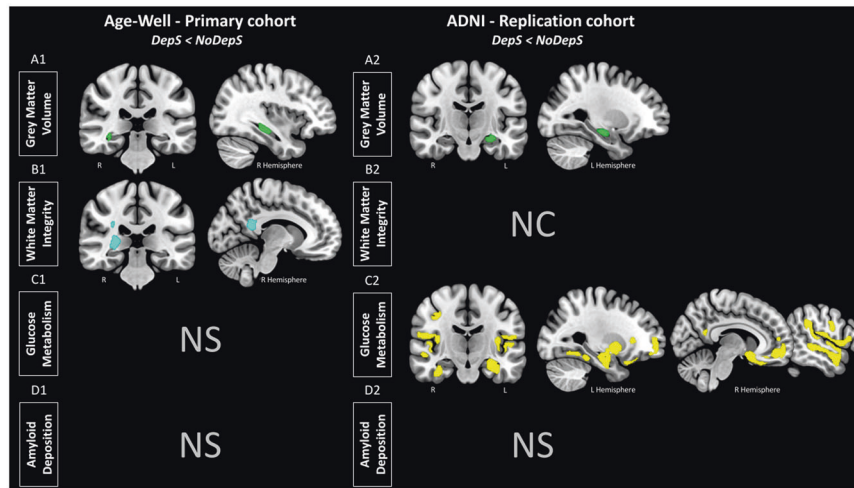 Age-Well - Primary cohort
DepS < NoDepS
ADNI - Replication cohort
DepS < NoDepS
A1
Grey Matter
Volume
R
L
R Hemisphere
A2
R
L
L Hemisphere
B1
White Matter
Integrity
R
L
R Hemisphere
B2
White Matter
Integrity
NC
C1
Glucose
Metabolism
NS
C2
Glucose
Metabolism
R
L
L Hemisphere
R Hemisphere
D1
Amyloid
Deposition
NS
D2
Amyloid
Deposition
NS
Grey Matter
Volume